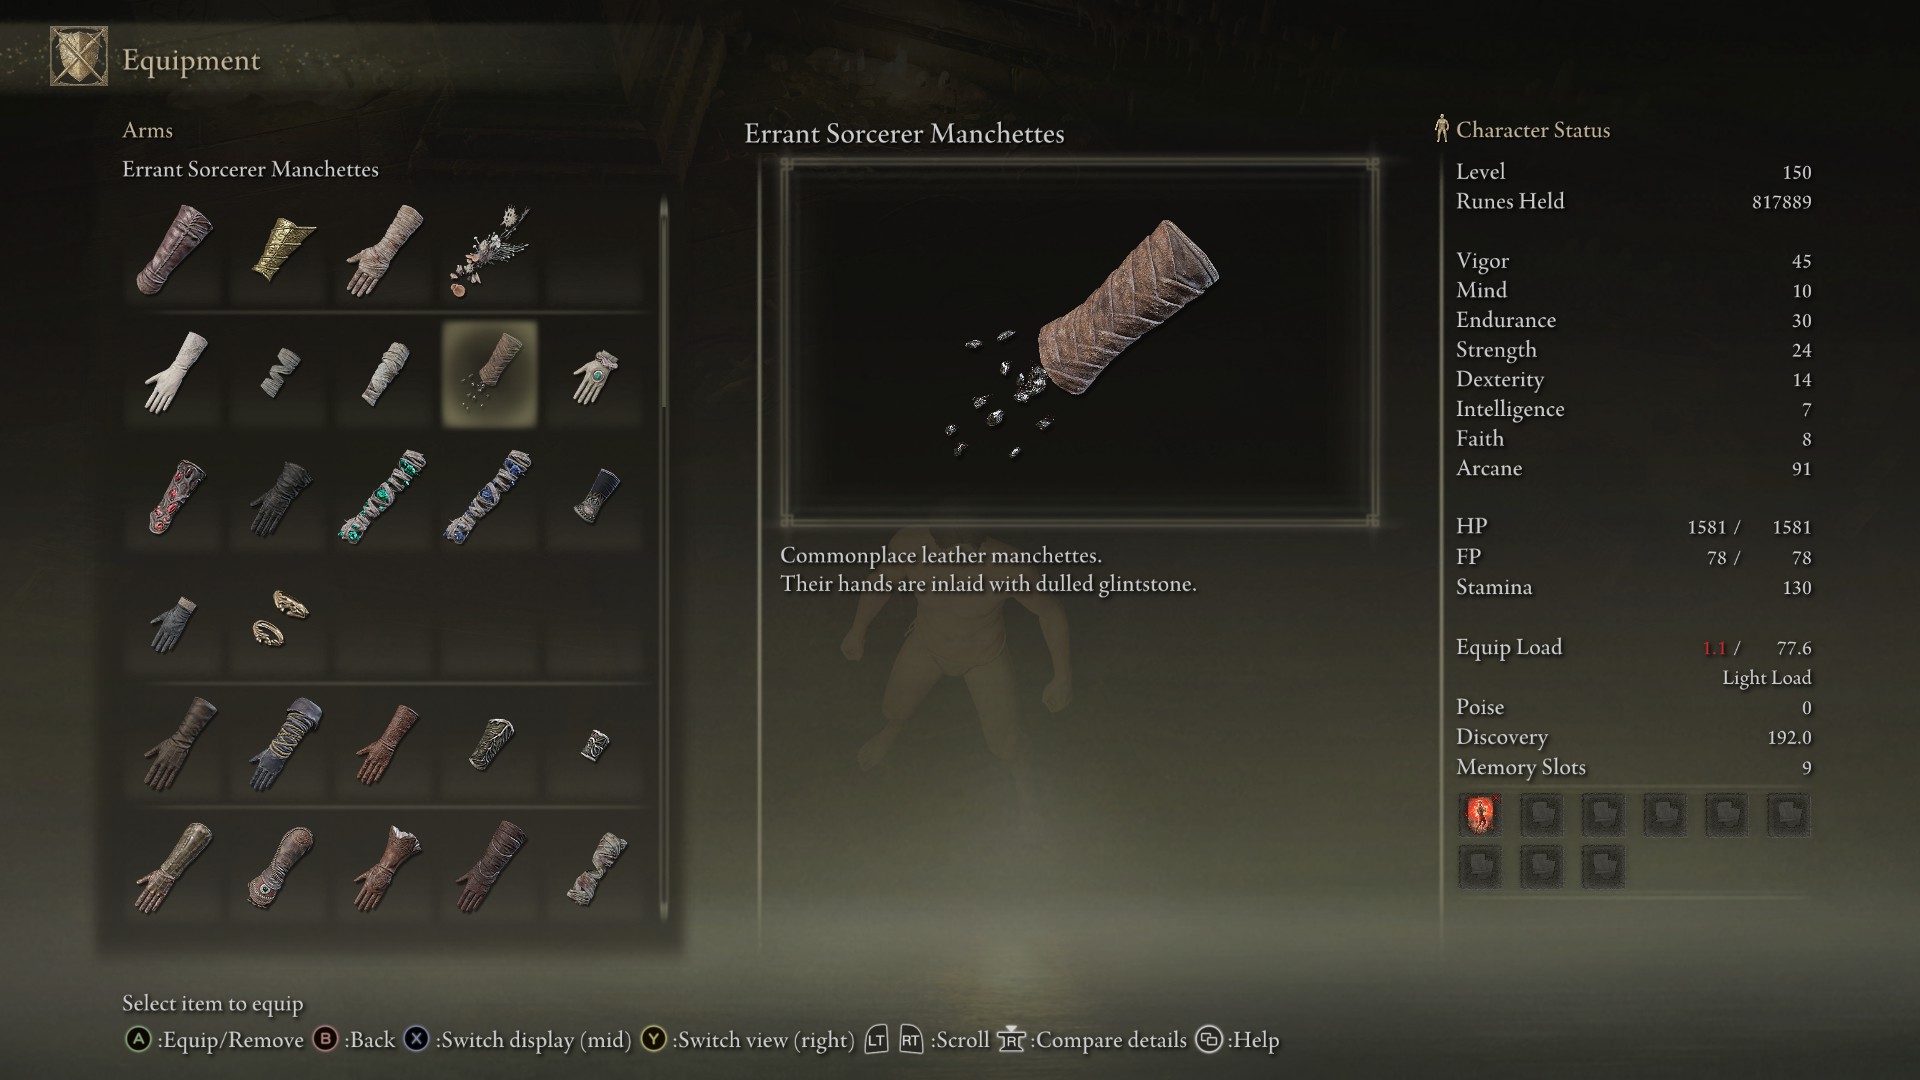 Equipment
Arms
Errant Sorcerer Manchettes
Errant Sorcerer Manchettes
Commonplace leather manchettes.
Their hands are inlaid with dulled glintstone.
Character Status
Level 150
Runes Held 817889
Vigor 45
Mind 10
Endurance 30
Strength 24
Dexterity 14
Intelligence 7
Faith 8
Arcane 91
HP 1581 / 1581
FP 78 / 78
Stamina 130
Equip Load 1.1 / 77.6
Light Load
Poise 0
Discovery 192.0
Memory Slots 9
Select item to equip
A :Equip/Remove B :Back X :Switch display (mid) Y :Switch view (right) LT RT :Scroll R :Compare details :Help